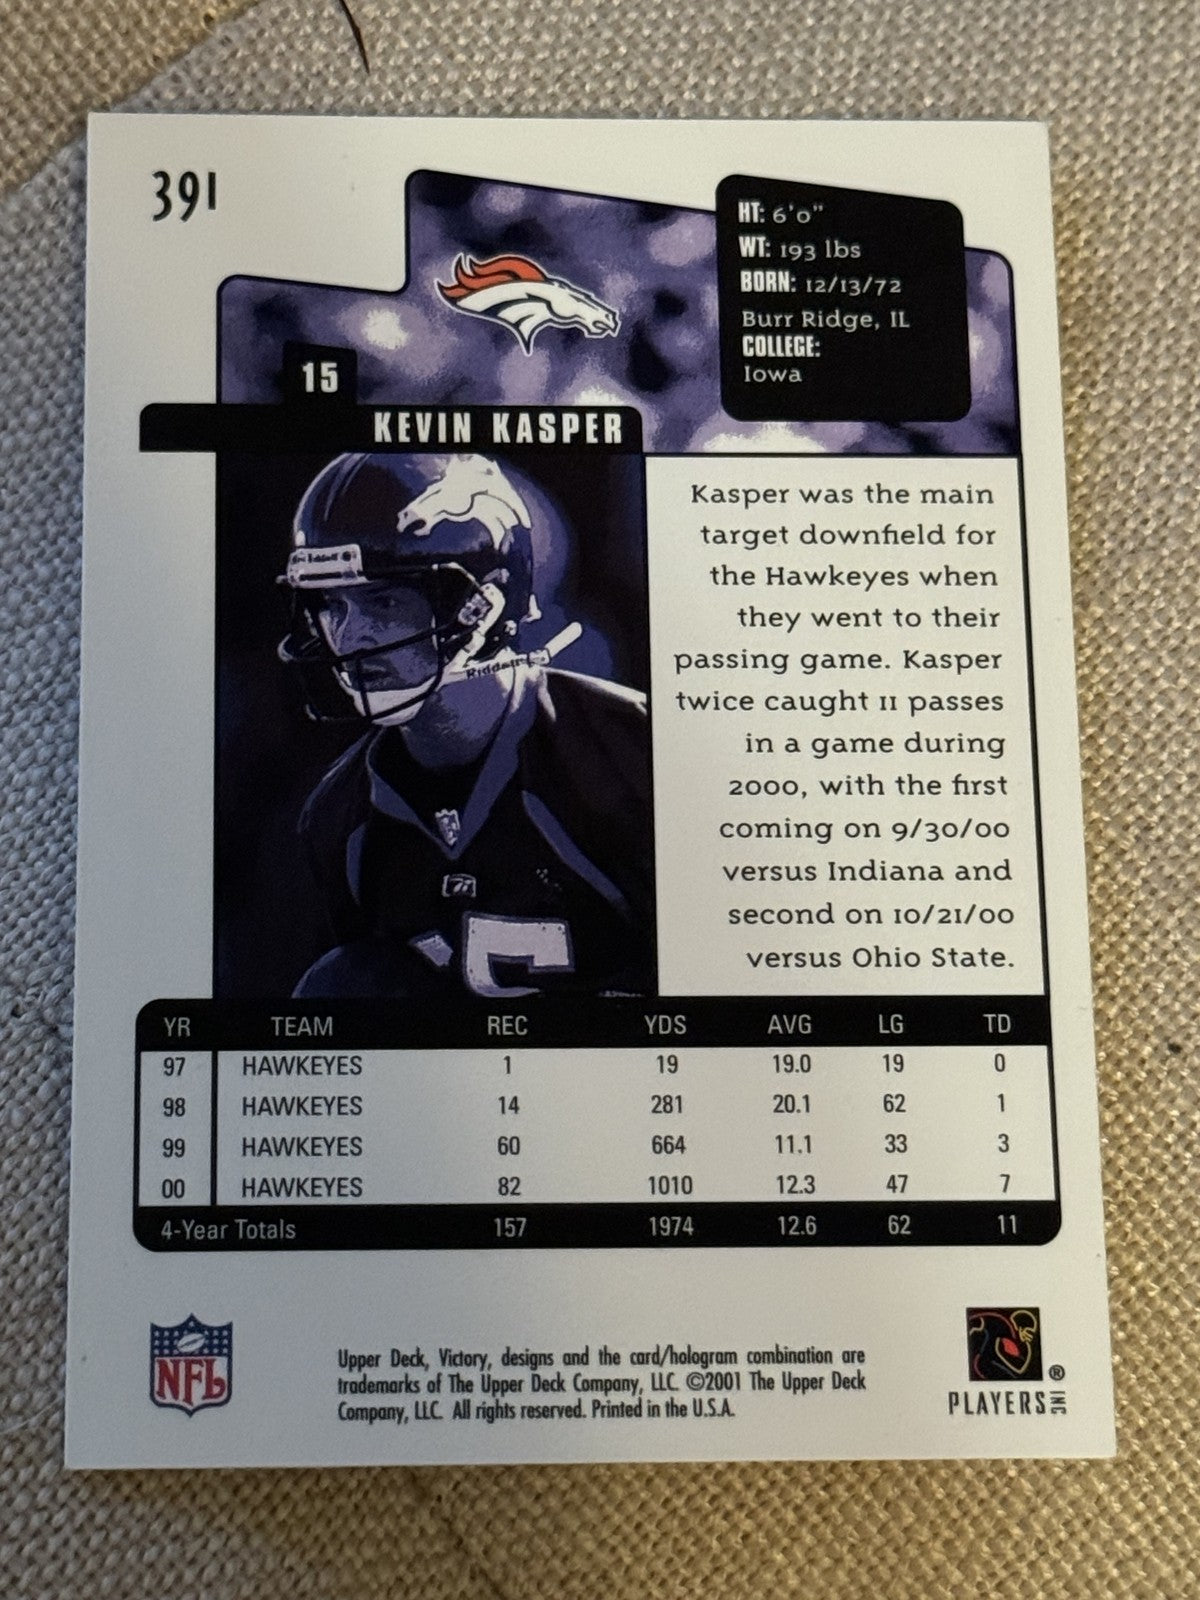 391
HT: 6'0"
WT: 193 lbs
BORN: 12/13/72
Burr Ridge, IL
COLLEGE:
Iowa
15
KEVIN KASPER
Kasper was the main
target downfield for
the Hawkeyes when
they went to their
passing game. Kasper
twice caught 11 passes
in a game during
2000, with the first
coming on 9/30/00
versus Indiana and
second on 10/21/00
versus Ohio State.
Riddell
Riddell
YR TEAM REC YDS AVG LG TD
97 HAWKEYES 1 19 19.0 19 0
98 HAWKEYES 14 281 20.1 62 1
99 HAWKEYES 60 664 11.1 33 3
00 HAWKEYES 82 1010 12.3 47 7
4-Year Totals 157 1974 12.6 62 11
NFL
Upper Deck, Victory, designs and the card/hologram combination are
trademarks of The Upper Deck Company, LLC. ©2001 The Upper Deck
Company, LLC. All rights reserved. Printed in the U.S.A.
®
PLAYERS INC